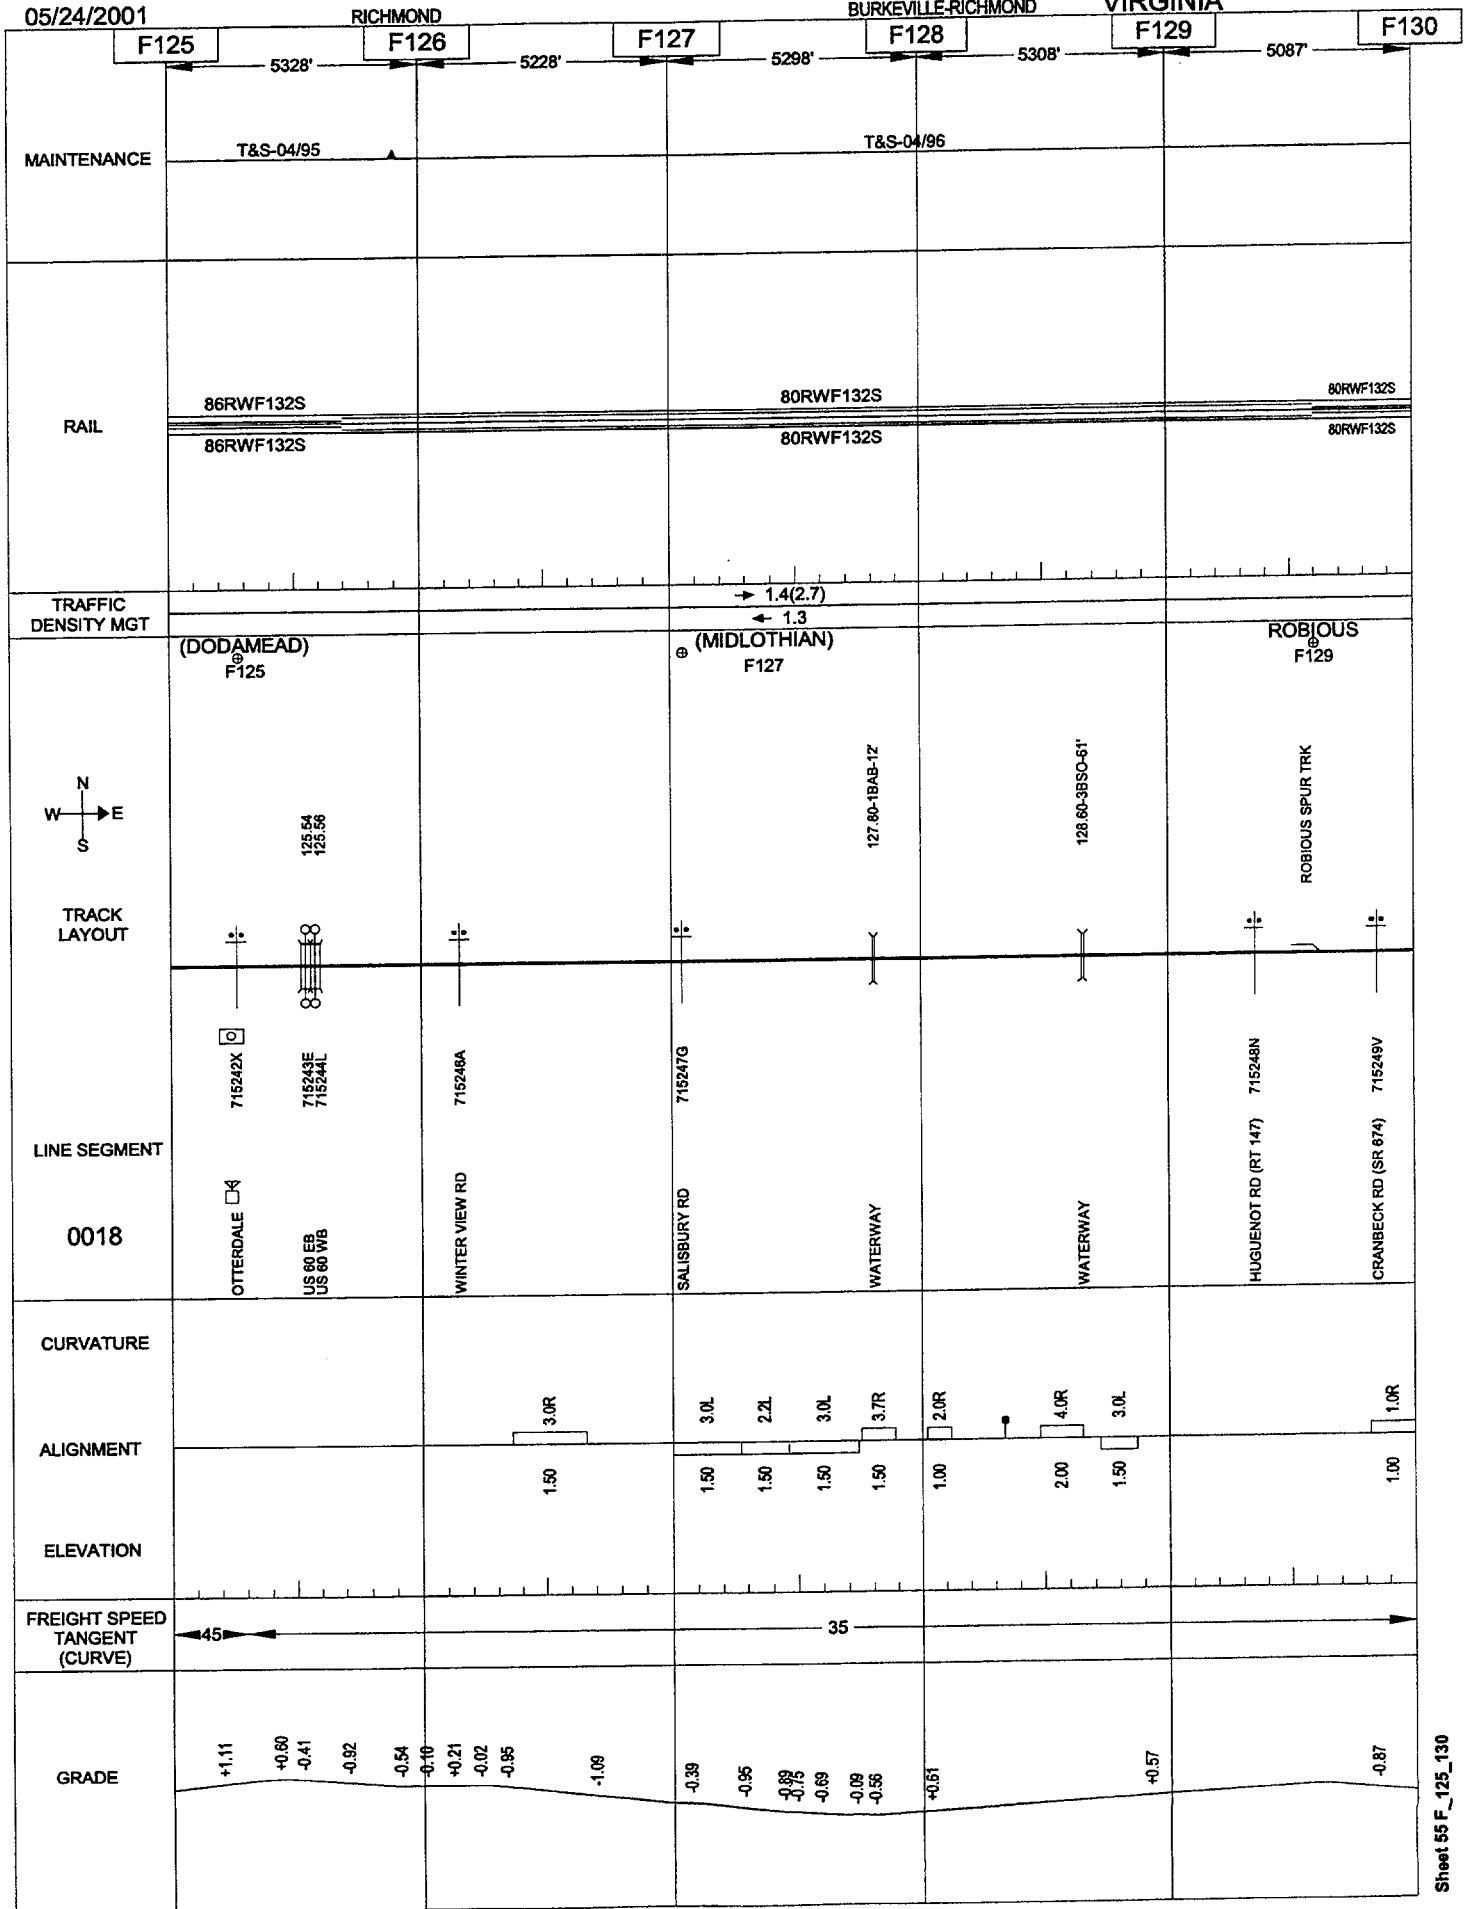 05/24/2001
RICHMOND
BURKEVILLE-RICHMOND
VIRGINIA
F125
F126
F127
F128
F129
F130
5328'
5228'
5298'
5308'
5087'
MAINTENANCE
T&S-04/95
T&S-04/96
RAIL
86RWF132S
80RWF132S
80RWF132S
86RWF132S
80RWF132S
80RWF132S
TRAFFIC
DENSITY MGT
1.4(2.7)
1.3
(DODAMEAD)
F125
(MIDLOTHIAN)
F127
ROBIOUS
F129
N
W
E
S
125.54
125.56
127.80-1BAB-12'
128.60-3BSO-61'
ROBIOUS SPUR TRK
TRACK
LAYOUT
715242X
715243E
715244L
715246A
715247G
715248N
715249V
LINE SEGMENT
0018
OTTERDALE
US 60 EB
US 60 WB
WINTER VIEW RD
SALISBURY RD
WATERWAY
WATERWAY
HUGUENOT RD (RT 147)
CRANBECK RD (SR 674)
CURVATURE
3.0R
3.0L
2.2L
3.0L
3.7R
2.0R
4.0R
3.0L
1.0R
ALIGNMENT
1.50
1.50
1.50
1.50
1.50
1.00
2.00
1.50
1.00
ELEVATION
FREIGHT SPEED
TANGENT
(CURVE)
45
35
GRADE
+1.11
+0.60
-0.41
-0.92
-0.54
-0.10
+0.21
-0.02
-0.95
-1.09
-0.39
-0.95
-0.89
-0.75
-0.69
-0.09
-0.56
+0.61
+0.57
-0.87
Sheet 55 F_125_130